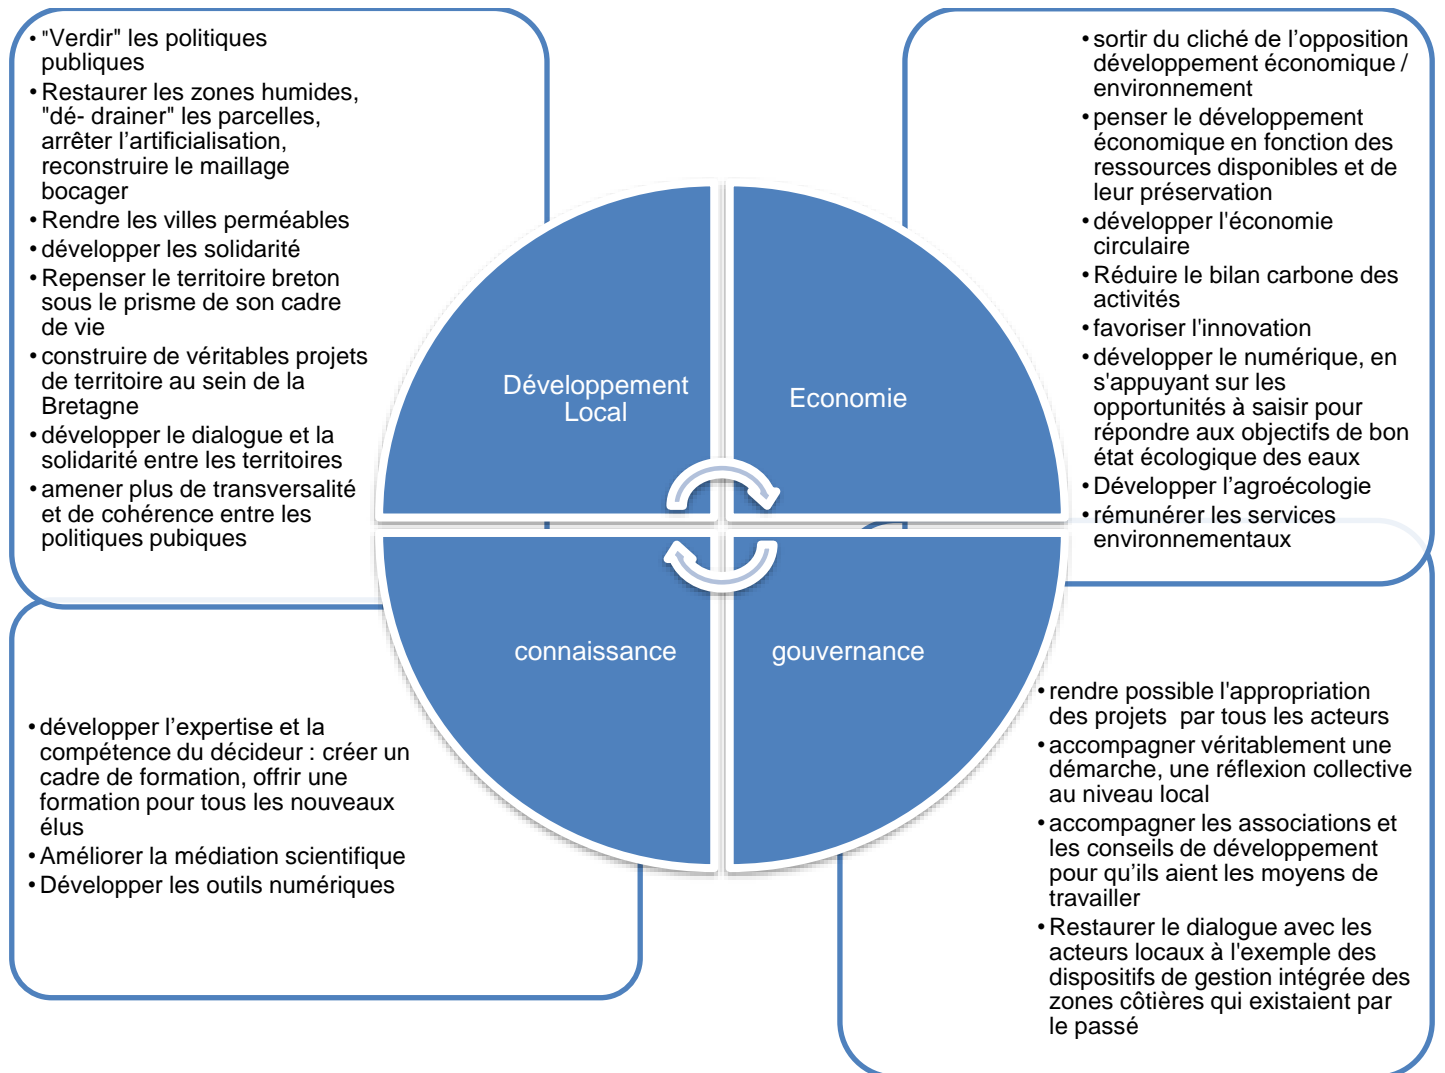 • "Verdir" les politiques
publiques
• Restaurer les zones humides,
"dé- drainer" les parcelles,
arrêter l’artificialisation,
reconstruire le maillage
bocager
• Rendre les villes perméables
• développer les solidarité
• Repenser le territoire breton
sous le prisme de son cadre
de vie
• construire de véritables projets
de territoire au sein de la
Bretagne
• développer le dialogue et la
solidarité entre les territoires
• amener plus de transversalité
et de cohérence entre les
politiques pubiques
• sortir du cliché de l’opposition
développement économique /
environnement
• penser le développement
économique en fonction des
ressources disponibles et de
leur préservation
• développer l'économie
circulaire
• Réduire le bilan carbone des
activités
• favoriser l'innovation
• développer le numérique, en
s'appuyant sur les
opportunités à saisir pour
répondre aux objectifs de bon
état écologique des eaux
• Développer l’agroécologie
• rémunérer les services
environnementaux
Développement
Local
Economie
connaissance
gouvernance
• développer l’expertise et la
compétence du décideur : créer un
cadre de formation, offrir une
formation pour tous les nouveaux
élus
• Améliorer la médiation scientifique
• Développer les outils numériques
• rendre possible l'appropriation
des projets  par tous les acteurs
• accompagner véritablement une
démarche, une réflexion collective
au niveau local
• accompagner les associations et
les conseils de développement
pour qu’ils aient les moyens de
travailler
• Restaurer le dialogue avec les
acteurs locaux à l'exemple des
dispositifs de gestion intégrée des
zones côtières qui existaient par
le passé